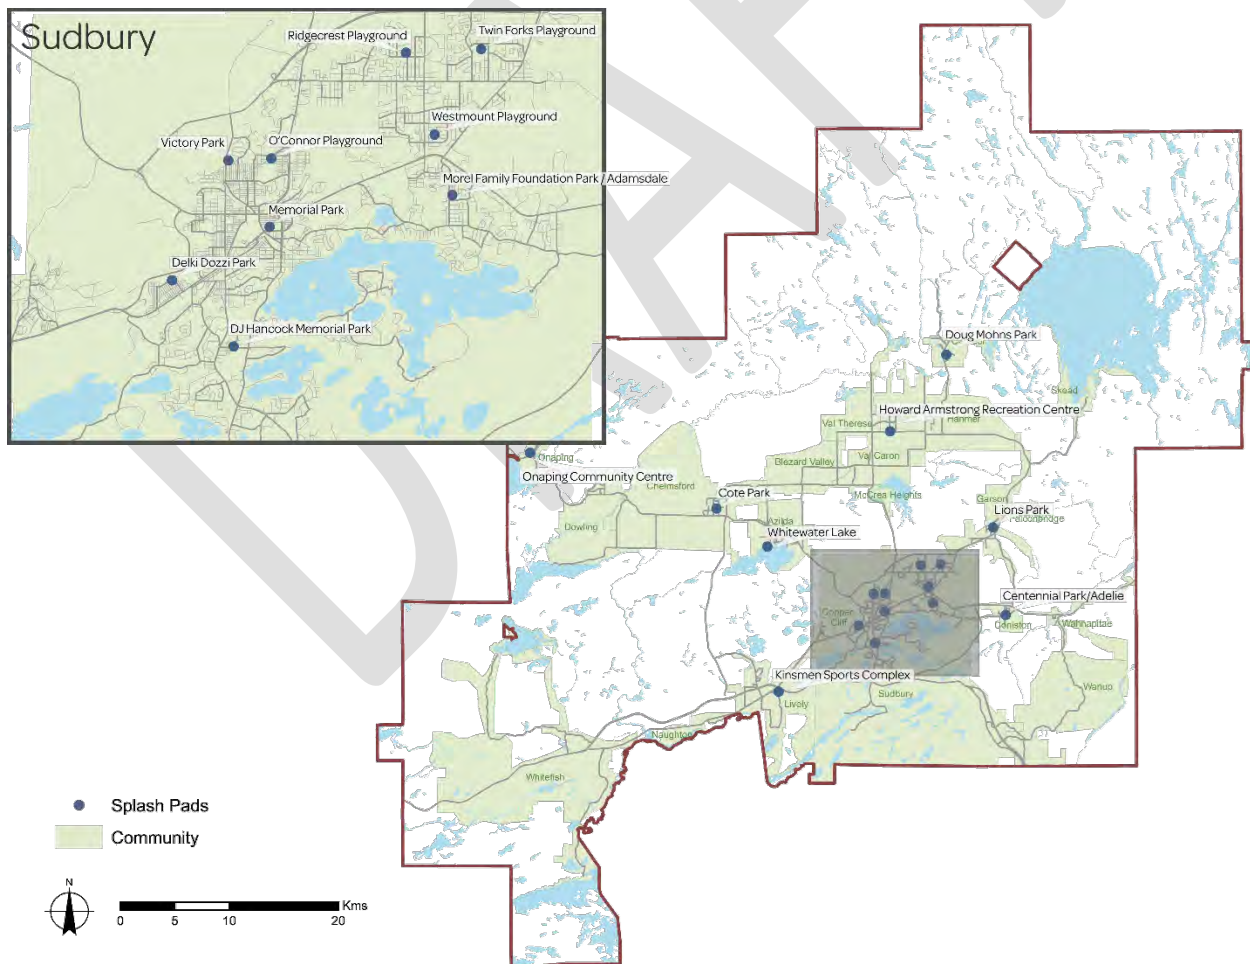 Sudbury
Ridgecrest Playground
Twin Forks Playground
Westmount Playground
Victory Park
O'Connor Playground
Morel Family Foundation Park / Adamsdale
Memorial Park
Delki Dozzi Park
DJ Hancock Memorial Park
Doug Mohns Park
Skead
Howard Armstrong Recreation Centre
Hanmer
Val Therese
Val Caron
Blezard Valley
Onaping
Onaping Community Centre
Chelmsford
McCrea Heights
Cote Park
Garson
Lions Park
Falconbridge
Dowling
Azilda
Whitewater Lake
Centennial Park/Adelie
Copper
Cliff
Coniston
Wahnapitae
Kinsmen Sports Complex
Sudbury
Wanup
Lively
Naughton
Whitefish
Splash Pads
Community
N
0 5 10 20 Kms
DRAFT